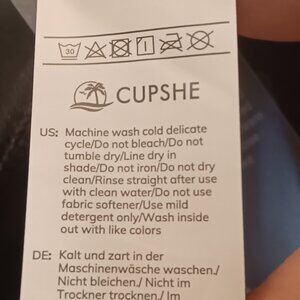 30
CUPSHE
US: Machine wash cold delicate
cycle/Do not bleach/Do not
tumble dry/Line dry in
shade/Do not iron/Do not dry
clean/Rinse straight after use
with clean water/Do not use
fabric softener/Use mild
detergent only/Wash inside
out with like colors
DE: Kalt und zart in der
Maschinenwäsche waschen./
Nicht bleichen./ Nicht im
Trockner trocknen./ Im